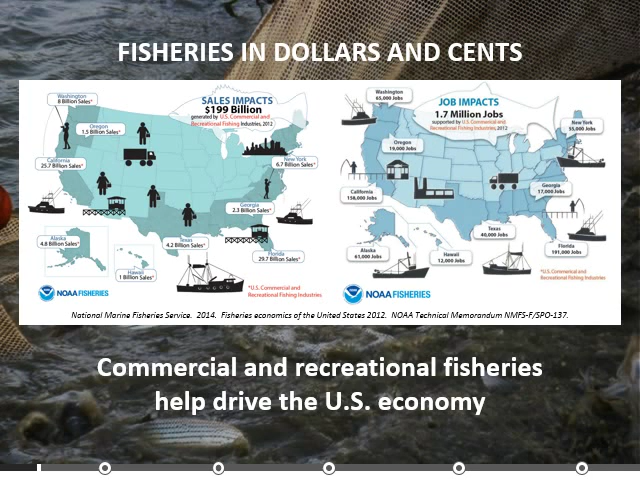 FISHERIES IN DOLLARS AND CENTS
Washington
8 Billion Sales*
Oregon
1.5 Billion Sales*
California
25.7 Billion Sales*
SALES IMPACTS
$199 Billion
generated by U.S. Commercial and
Recreational Fishing Industries, 2012
New York
6.7 Billion Sales*
Georgia
2.3 Billion Sales*
Alaska
4.8 Billion Sales*
Hawaii
1 Billion Sales*
Texas
4.2 Billion Sales*
Florida
29.7 Billion Sales*
*U.S. Commercial and
Recreational Fishing Industries
NOAA FISHERIES
Washington
65,000 Jobs
Oregon
19,000 Jobs
California
158,000 Jobs
JOB IMPACTS
1.7 Million Jobs
supported by U.S. Commercial and
Recreational Fishing Industries, 2012
New York
55,000 Jobs
Georgia
17,000 Jobs
Alaska
61,000 Jobs
Hawaii
12,000 Jobs
Texas
40,000 Jobs
Florida
191,000 Jobs
*U.S. Commerical and
Recreational Fishing Industries
NOAA FISHERIES
National Marine Fisheries Service. 2014. Fisheries economics of the United States 2012. NOAA Technical Memorandum NMFS-F/SPO-137.
Commercial and recreational fisheries
help drive the U.S. economy